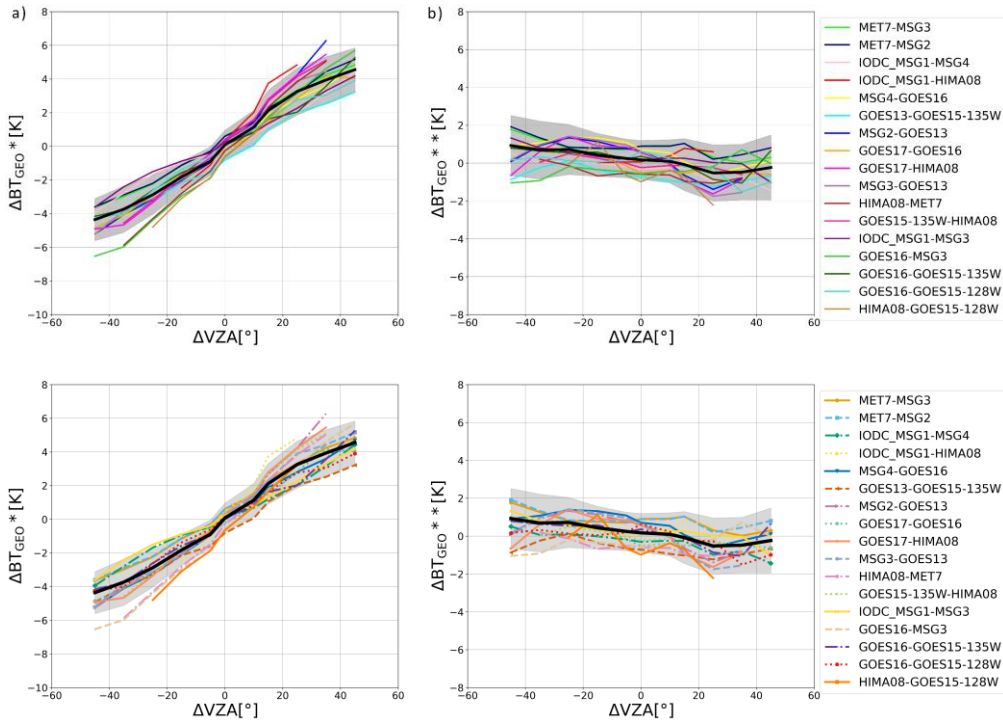 a)
b)
ΔBT_GEO * [K]
8
6
4
2
0
−2
−4
−6
−8
−10
−60
−40
−20
0
20
40
60
ΔVZA[°]
ΔBT_GEO * * [K]
8
6
4
2
0
−2
−4
−6
−8
−60
−40
−20
0
20
40
60
ΔVZA[°]
MET7-MSG3
MET7-MSG2
IODC_MSG1-MSG4
IODC_MSG1-HIMA08
MSG4-GOES16
GOES13-GOES15-135W
MSG2-GOES13
GOES17-GOES16
GOES17-HIMA08
MSG3-GOES13
HIMA08-MET7
GOES15-135W-HIMA08
IODC_MSG1-MSG3
GOES16-MSG3
GOES16-GOES15-135W
GOES16-GOES15-128W
HIMA08-GOES15-128W
ΔBT_GEO * [K]
8
6
4
2
0
−2
−4
−6
−8
−10
−60
−40
−20
0
20
40
60
ΔVZA[°]
ΔBT_GEO * * [K]
8
6
4
2
0
−2
−4
−6
−8
−60
−40
−20
0
20
40
60
ΔVZA[°]
MET7-MSG3
MET7-MSG2
IODC_MSG1-MSG4
IODC_MSG1-HIMA08
MSG4-GOES16
GOES13-GOES15-135W
MSG2-GOES13
GOES17-GOES16
GOES17-HIMA08
MSG3-GOES13
HIMA08-MET7
GOES15-135W-HIMA08
IODC_MSG1-MSG3
GOES16-MSG3
GOES16-GOES15-135W
GOES16-GOES15-128W
HIMA08-GOES15-128W